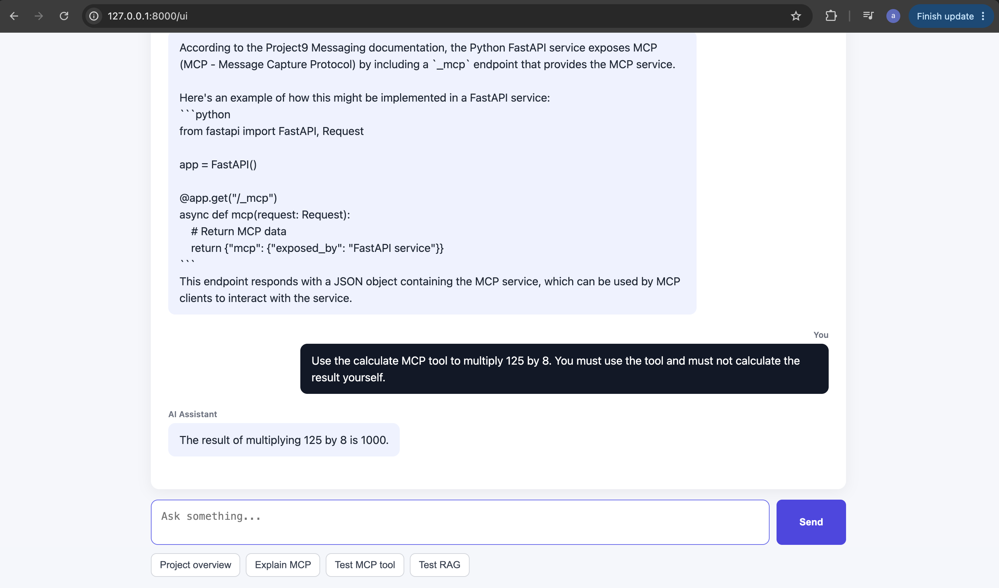 127.0.0.1:8000/ui
a
Finish update
According to the Project9 Messaging documentation, the Python FastAPI service exposes MCP
(MCP - Message Capture Protocol) by including a `_mcp` endpoint that provides the MCP service.
Here's an example of how this might be implemented in a FastAPI service:
```python
from fastapi import FastAPI, Request
app = FastAPI()
@app.get("/_mcp")
async def mcp(request: Request):
    # Return MCP data
    return {"mcp": {"exposed_by": "FastAPI service"}}
```
This endpoint responds with a JSON object containing the MCP service, which can be used by MCP
clients to interact with the service.
You
Use the calculate MCP tool to multiply 125 by 8. You must use the tool and must not calculate the
result yourself.
AI Assistant
The result of multiplying 125 by 8 is 1000.
Ask something...
Send
Project overview
Explain MCP
Test MCP tool
Test RAG